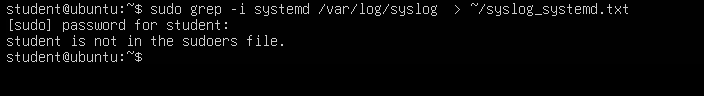 student@ubuntu:~$ sudo grep -i systemd /var/log/syslog  > ~/syslog_systemd.txt
[sudo] password for student:
student is not in the sudoers file.
student@ubuntu:~$